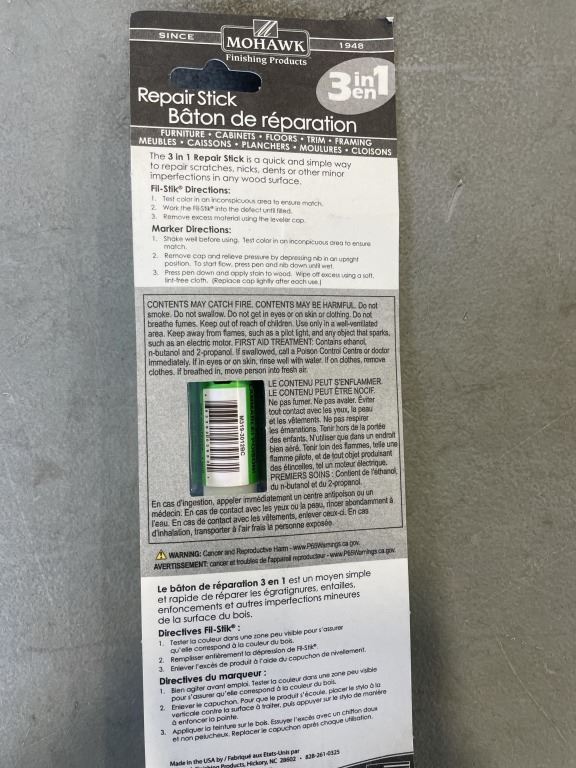 SINCE
MOHAWK
1948
Finishing Products
3 in 1
en
Repair Stick
Bâton de réparation
FURNITURE • CABINETS • FLOORS • TRIM • FRAMING
MEUBLES • CAISSONS • PLANCHERS • MOULURES • CLOISONS
The 3 in 1 Repair Stick is a quick and simple way
to repair scratches, nicks, dents or other minor
imperfections in any wood surface.
Fil-Stik® Directions:
1. Test color in an inconspicuous area to ensure match.
2. Work the Fil-Stik® into the defect until filled.
3. Remove excess material using the leveler cap.
Marker Directions:
1. Shake well before using. Test color in an inconpicuous area to ensure
match.
2. Remove cap and relieve pressure by depressing nib in an upright
position. To start flow, press pen and nib down until wet.
3. Press pen down and apply stain to wood. Wipe off excess using a soft,
lint-free cloth. (Replace cap tightly after each use.)
CONTENTS MAY CATCH FIRE. CONTENTS MAY BE HARMFUL. Do not
smoke. Do not swallow. Do not get in eyes or on skin or clothing. Do not
breathe fumes. Keep out of reach of children. Use only in a well-ventilated
area. Keep away from flames, such as a pilot light, and any object that sparks,
such as an electric motor. FIRST AID TREATMENT: Contains ethanol,
n-butanol and 2-propanol. If swallowed, call a Poison Control Centre or doctor
immediately. If in eyes or on skin, rinse well with water. If on clothes, remove
clothes. If breathed in, move person into fresh air.
M319-3012BC
LE CONTENU PEUT S'ENFLAMMER.
LE CONTENU PEUT ÊTRE NOCIF.
Ne pas fumer. Ne pas avaler. Éviter
tout contact avec les yeux, la peau
et les vêtements. Ne pas respirer
les émanations. Tenir hors de la portée
des enfants. N'utiliser que dans un endroit
bien aéré. Tenir loin des flammes, telle une
flamme pilote, et de tout objet produisant
des étincelles, tel un moteur électrique.
PREMIERS SOINS : Contient de l'éthanol,
du n-butanol et du 2-propanol.
En cas d'ingestion, appeler immédiatement un centre antipoison ou un
médecin. En cas de contact avec les yeux ou la peau, rincer abondamment à
l'eau. En cas de contact avec les vêtements, enlever ceux-ci. En cas
d'inhalation, transporter à l'air frais la personne exposée.
WARNING: Cancer and Reproductive Harm - www.P65Warnings.ca.gov.
AVERTISSEMENT: cancer et troubles de l'appareil reproducteur - www.P65Warnings.ca.gov.
Le bâton de réparation 3 en 1 est un moyen simple
et rapide de réparer les égratignures, entailles,
enfoncements et autres imperfections mineures
de la surface du bois.
Directives Fil-Stik® :
1. Tester la couleur dans une zone peu visible pour s'assurer
qu'elle correspond à la couleur du bois.
2. Remplisser entièrement la dépression de Fil-Stik®.
3. Enlever l'excès de produit à l'aide du capuchon de nivellement.
Directives du marqueur :
1. Bien agiter avant emploi. Tester la couleur dans une zone peu visible
pour s'assurer qu'elle correspond à la couleur du bois.
2. Enlever le capuchon. Pour que le produit s'écoule, placer le stylo à la
verticale contre la surface à traiter, puis appuyer sur le stylo de manière
à enfoncer la pointe.
3. Appliquer la teinture sur le bois. Essuyer l'excès avec un chiffon doux
et non pelucheux. Replacer le capuchon après chaque utilisation.
Made in the USA by / Fabriqué aux Etats-Unis par
Finishing Products, Hickory, NC 28602 • 828-261-0325